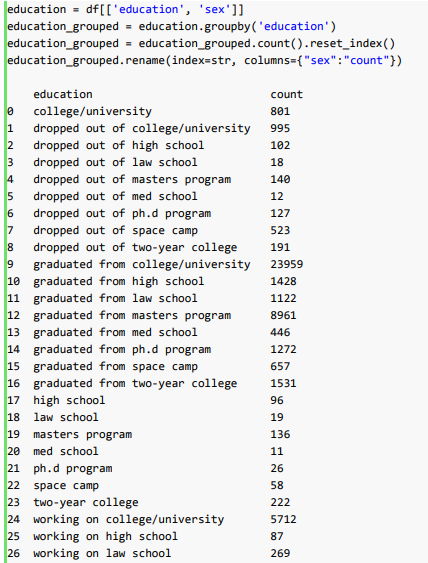 education = df[['education', 'sex']]
education_grouped = education.groupby('education')
education_grouped = education_grouped.count().reset_index()
education_grouped.rename(index=str, columns={"sex":"count"})
education count
0 college/university 801
1 dropped out of college/university 995
2 dropped out of high school 102
3 dropped out of law school 18
4 dropped out of masters program 140
5 dropped out of med school 12
6 dropped out of ph.d program 127
7 dropped out of space camp 523
8 dropped out of two-year college 191
9 graduated from college/university 23959
10 graduated from high school 1428
11 graduated from law school 1122
12 graduated from masters program 8961
13 graduated from med school 446
14 graduated from ph.d program 1272
15 graduated from space camp 657
16 graduated from two-year college 1531
17 high school 96
18 law school 19
19 masters program 136
20 med school 11
21 ph.d program 26
22 space camp 58
23 two-year college 222
24 working on college/university 5712
25 working on high school 87
26 working on law school 269